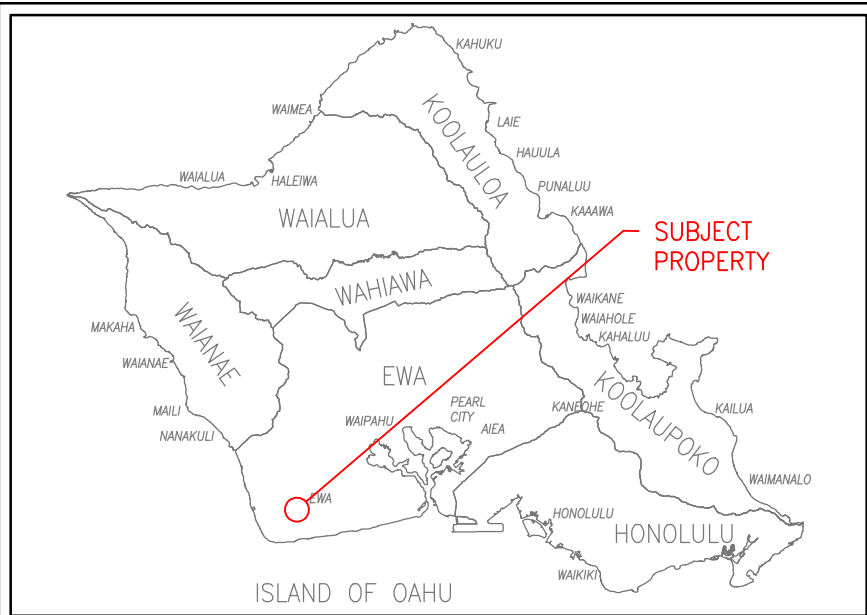 KAHUKU
WAIMEA
KOOLAULOA
LAIE
HAUULA
WAIALUA
HALEIWA
PUNALUU
KAAAWA
WAIALUA
SUBJECT
PROPERTY
WAHIAWA
WAIKANE
WAIAHOLE
KAHALUU
MAKAHA
WAIANAE
WAIANAE
EWA
KOOLAUPOKO
MAILI
NANAKULI
WAIPAHU
PEARL
CITY
AIEA
KANEOHE
KAILUA
WAIMANALO
EWA
HONOLULU
HONOLULU
WAIKIKI
ISLAND OF OAHU